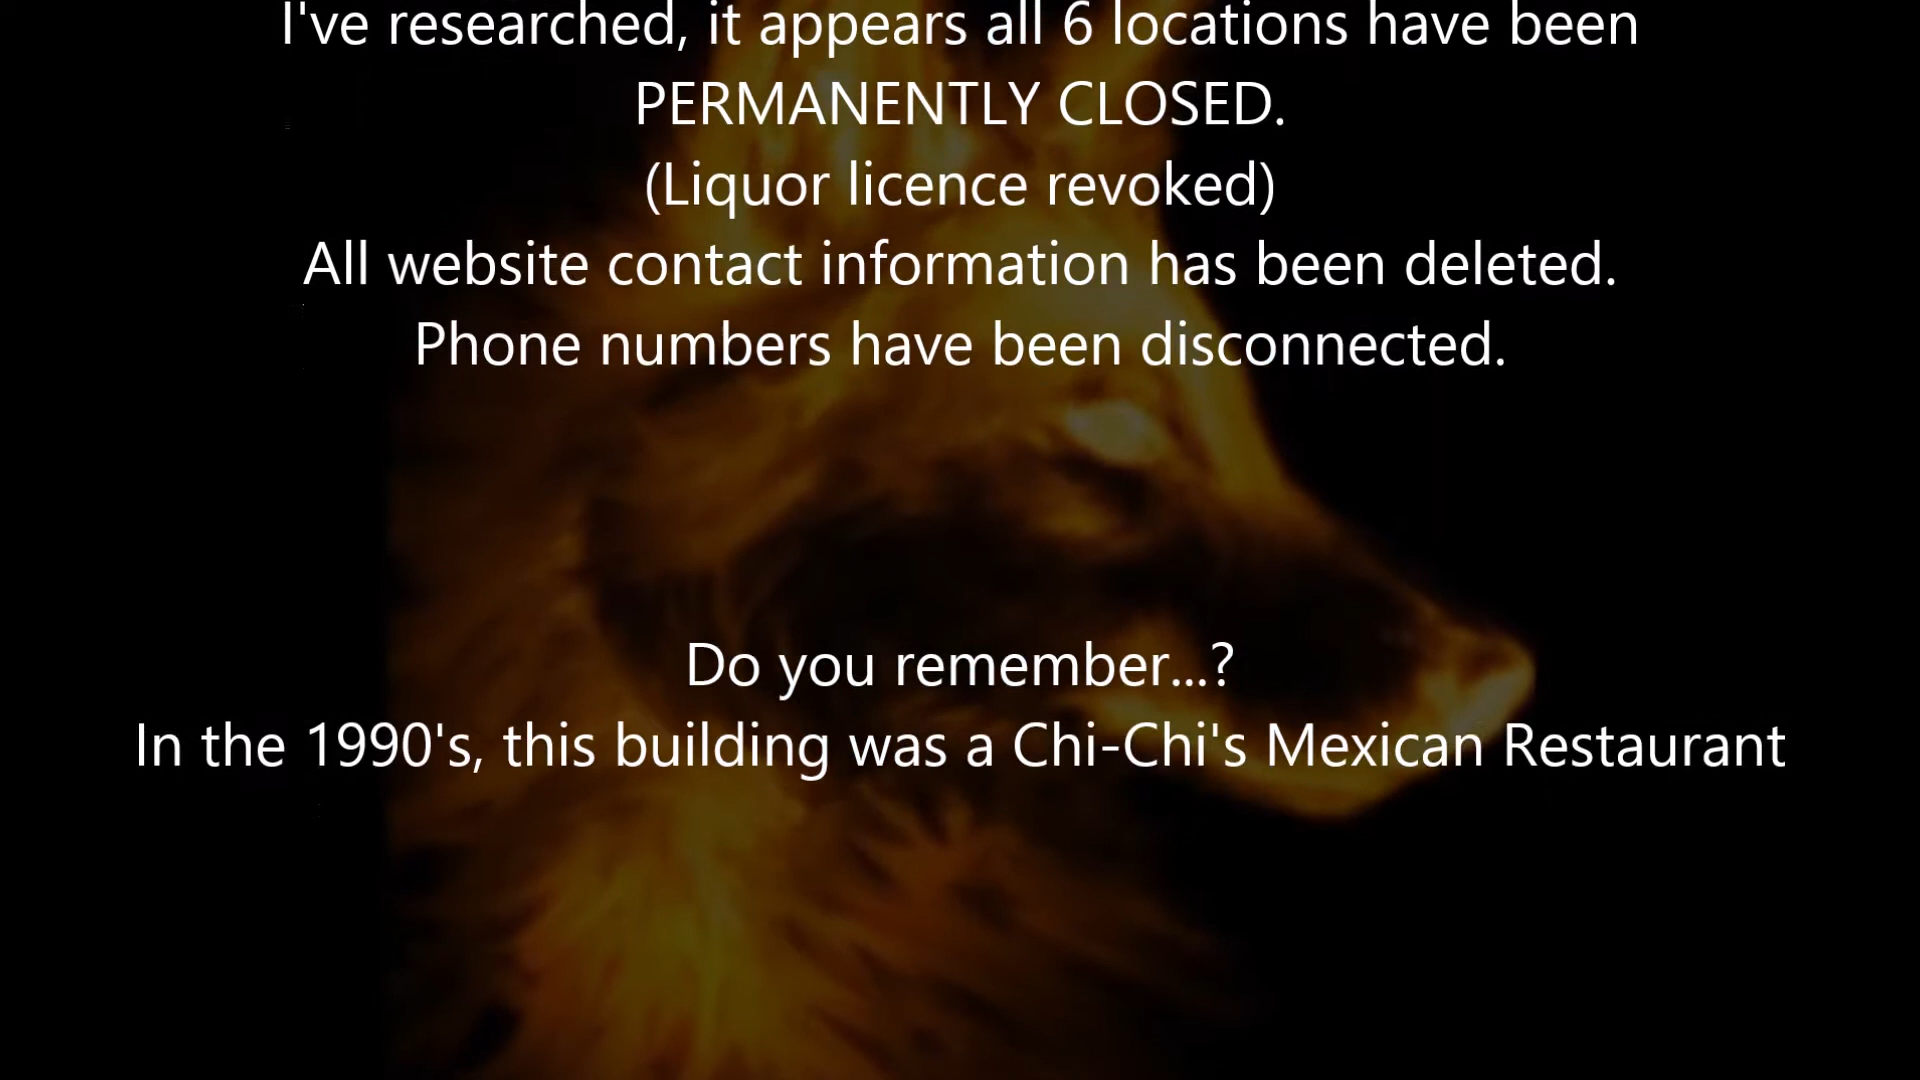 I've researched, it appears all 6 locations have been
PERMANENTLY CLOSED.
(Liquor licence revoked)
All website contact information has been deleted.
Phone numbers have been disconnected.
Do you remember...?
In the 1990's, this building was a Chi-Chi's Mexican Restaurant